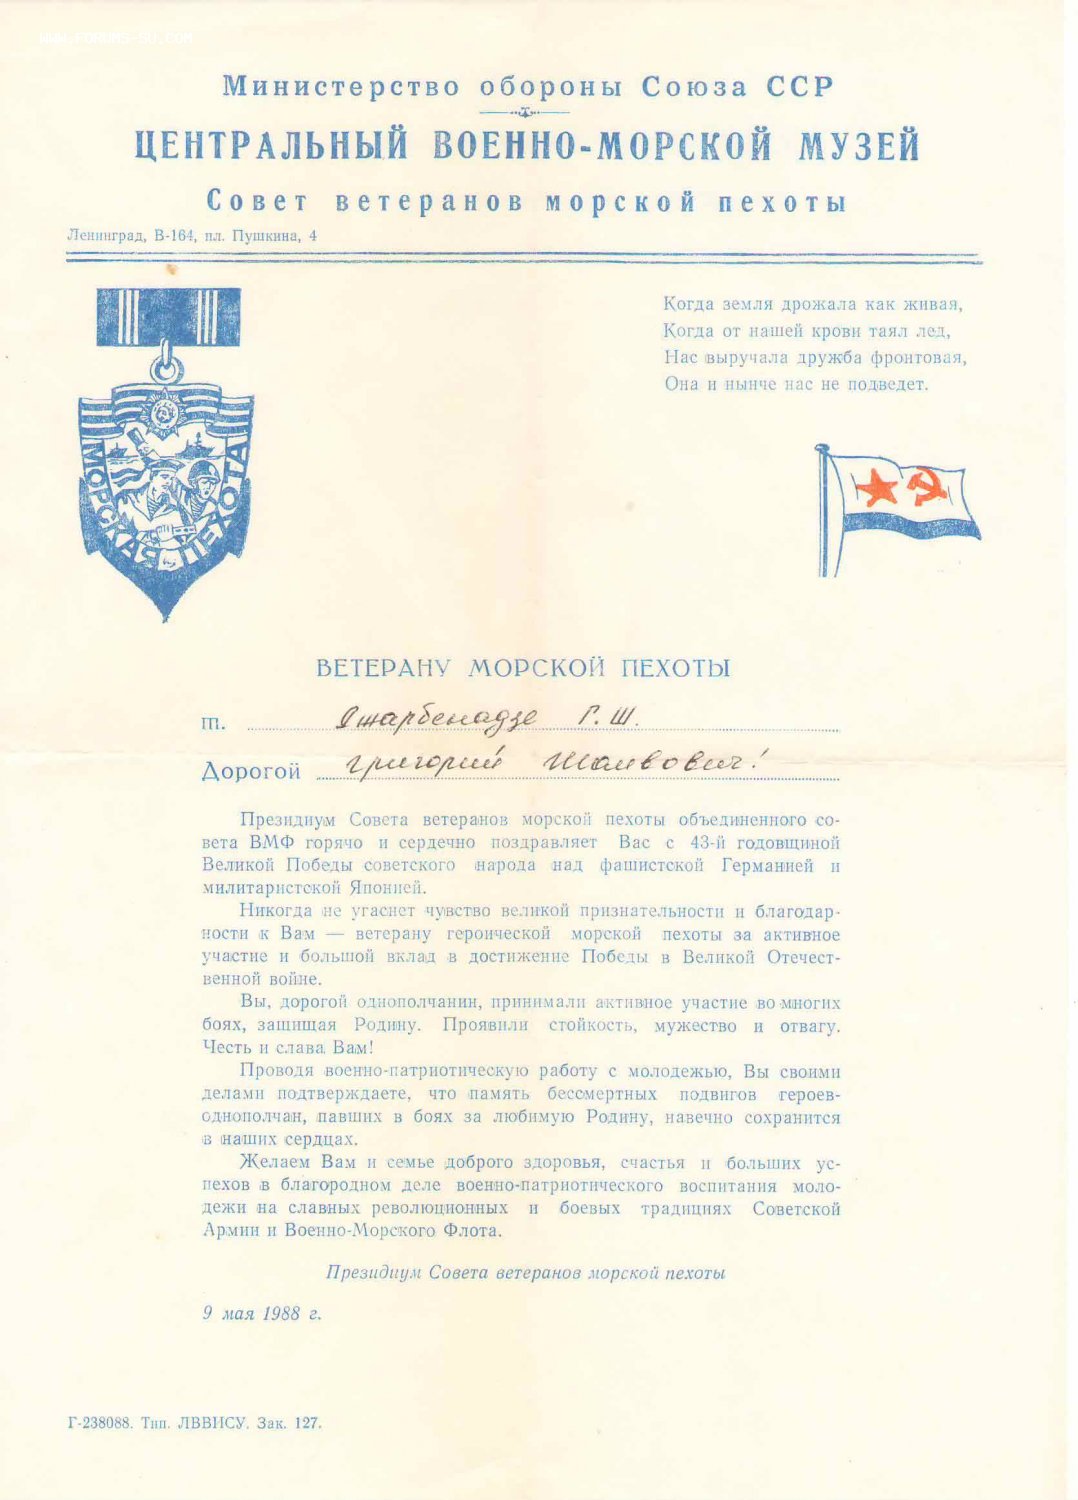 WWW.FORUMS-SU.COM
Министерство обороны Союза ССР
ЦЕНТРАЛЬНЫЙ ВОЕННО-МОРСКОЙ МУЗЕЙ
Совет ветеранов морской пехоты
Ленинград, В-164, пл. Пушкина, 4
МОРСКАЯ ПЕХОТА
Когда земля дрожала как живая,
Когда от нашей крови таял лед,
Нас выручала дружба фронтовая,
Она и нынче нас не подведет.
ВЕТЕРАНУ МОРСКОЙ ПЕХОТЫ
т. Г. Ш.
Дорогой Григорий Шалвович!
Президиум Совета ветеранов морской пехоты объединенного со-
вета ВМФ горячо и сердечно поздравляет Вас с 43-й годовщиной
Великой Победы советского народа над фашистской Германией и
милитаристской Японией.
Никогда не угаснет чувство великой признательности и благодар-
ности к Вам — ветерану героической морской пехоты за активное
участие и большой вклад в достижение Победы в Великой Отечест-
венной войне.
Вы, дорогой однополчанин, принимали активное участие во многих
боях, защищая Родину. Проявили стойкость, мужество и отвагу.
Честь и слава Вам!
Проводя военно-патриотическую работу с молодежью, Вы своими
делами подтверждаете, что память бессмертных подвигов героев-
однополчан, павших в боях за любимую Родину, навечно сохранится
в наших сердцах.
Желаем Вам и семье доброго здоровья, счастья и больших ус-
пехов в благородном деле военно-патриотического воспитания моло-
дежи на славных революционных и боевых традициях Советской
Армии и Военно-Морского Флота.
Президиум Совета ветеранов морской пехоты
9 мая 1988 г.
Г-238088. Тип. ЛВВИСУ. Зак. 127.